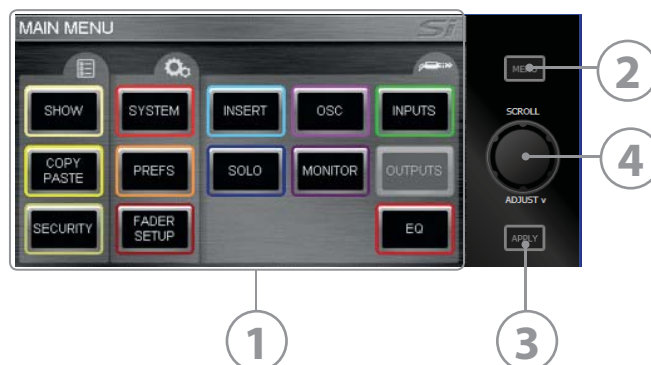 MAIN MENU
Si
SHOW SYSTEM INSERT OSC INPUTS
COPY PASTE PREFS SOLO MONITOR OUTPUTS
SECURITY FADER SETUP EQ
MENU
SCROLL
ADJUST v
APPLY
1
2
3
4